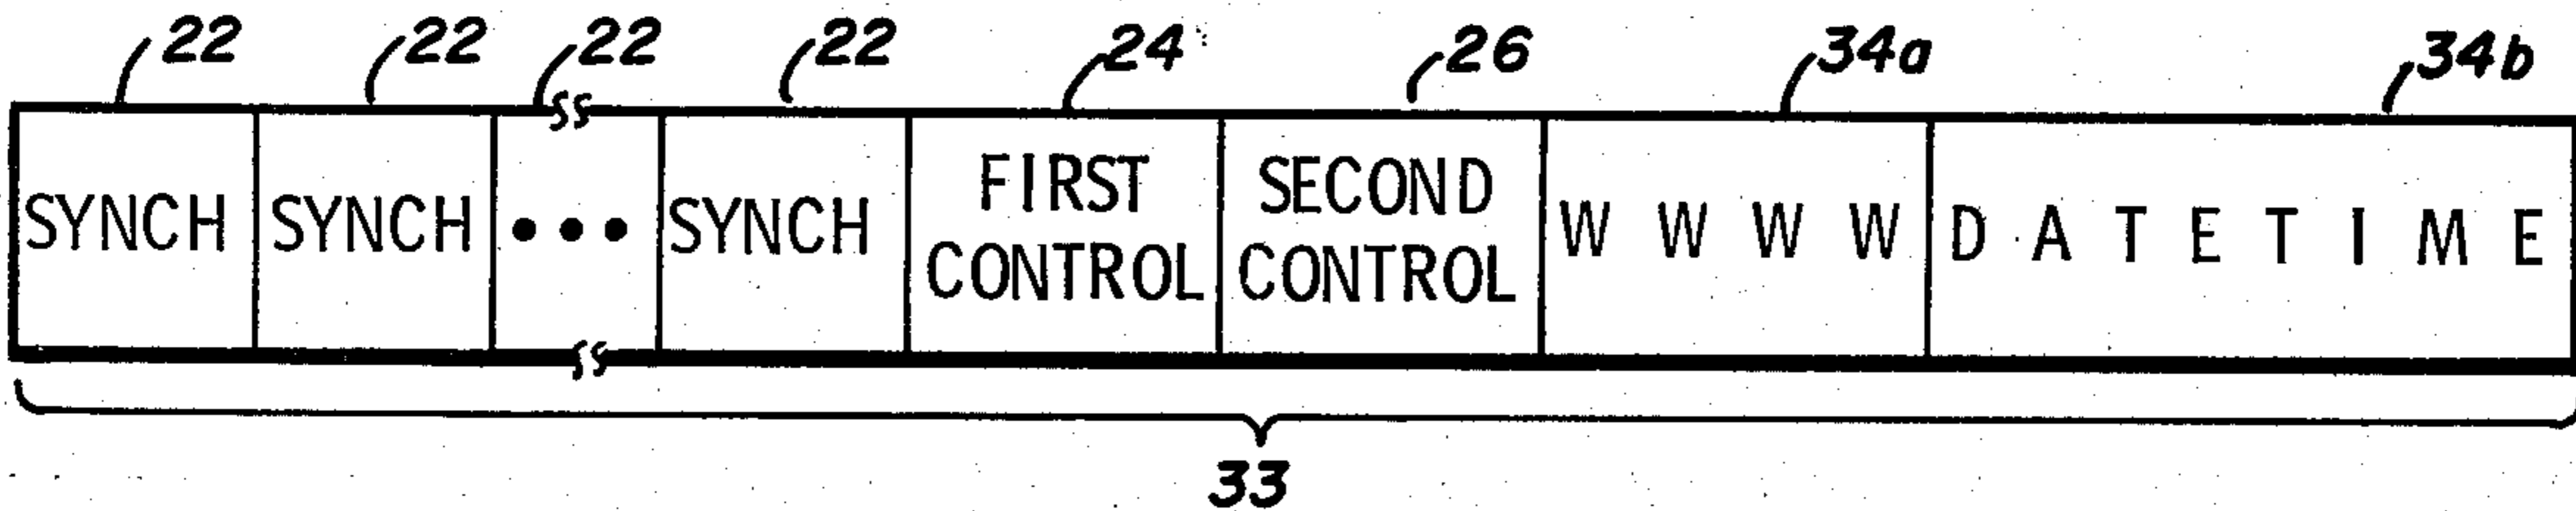 22 22 22 22 24 26 34a 34b
SYNCH SYNCH ••• SYNCH FIRST CONTROL SECOND CONTROL W W W W D A T E T I M E
33